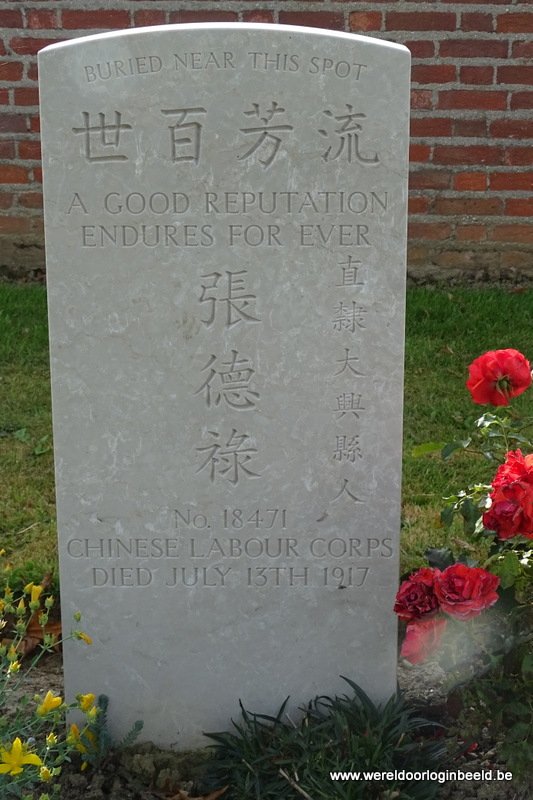 BURIED NEAR THIS SPOT
世百芳流
A GOOD REPUTATION
ENDURES FOR EVER
直隸大興縣人
張德祿
No. 18471
CHINESE LABOUR CORPS
DIED JULY 13TH 1917
www.wereldoorloginbeeld.be